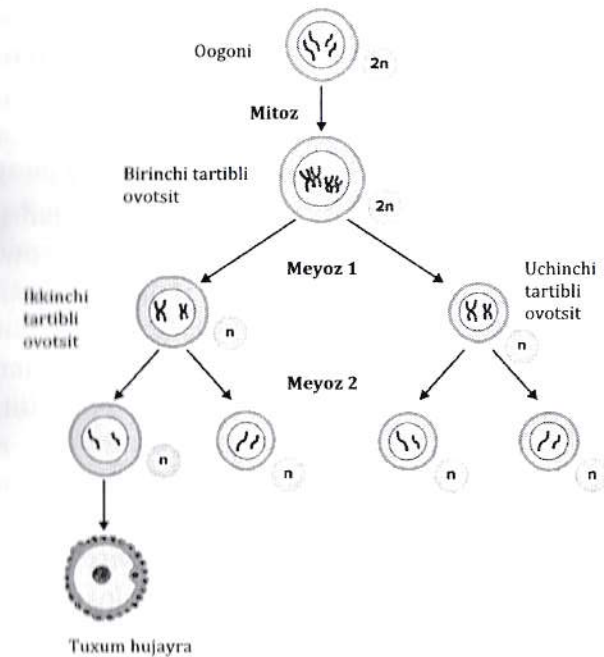 Oogoni
2n
Mitoz
Birinchi tartibli
ovotsit
2n
Meyoz 1
Ikkinchi
tartibli
ovotsit
n
Uchinchi
tartibli
ovotsit
n
Meyoz 2
n
n
n
n
Tuxum hujayra